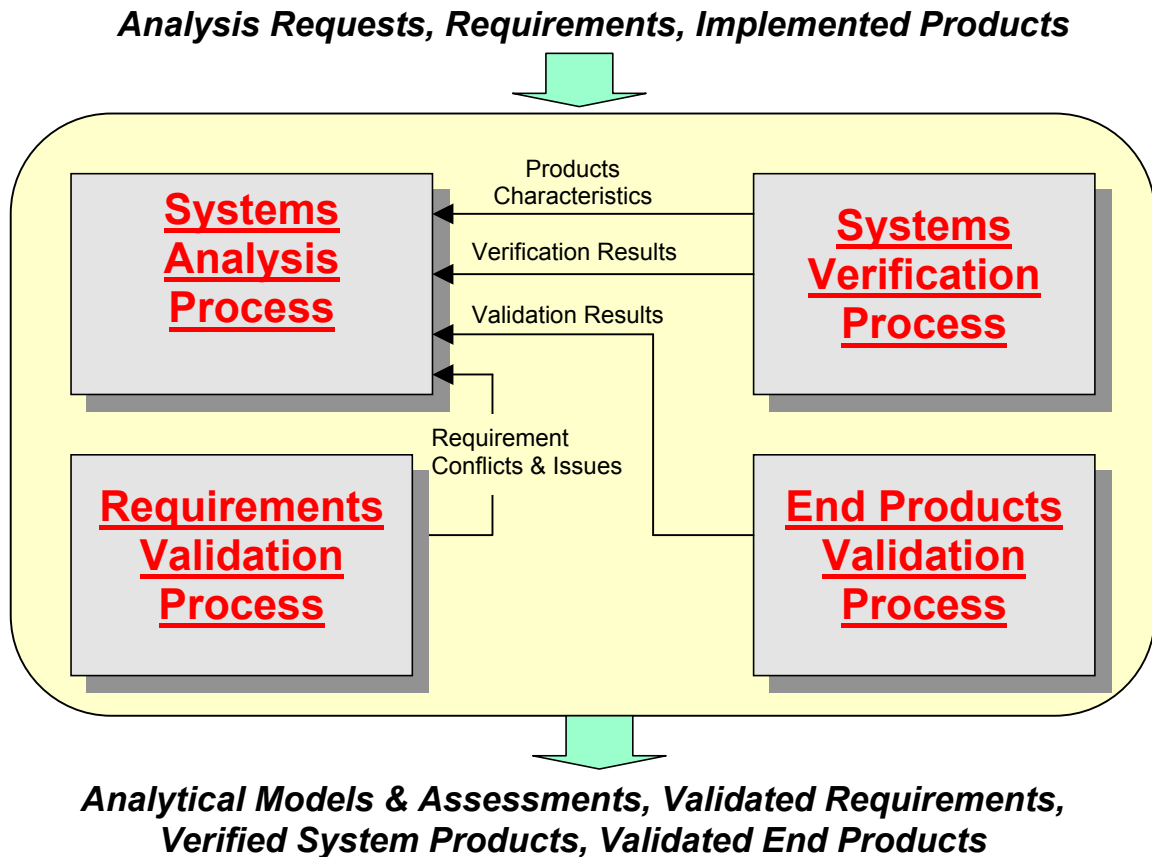 Analysis Requests, Requirements, Implemented Products
Systems
Analysis
Process
Products
Characteristics
Verification Results
Validation Results
Systems
Verification
Process
Requirement
Conflicts & Issues
Requirements
Validation
Process
End Products
Validation
Process
Analytical Models & Assessments, Validated Requirements,
Verified System Products, Validated End Products